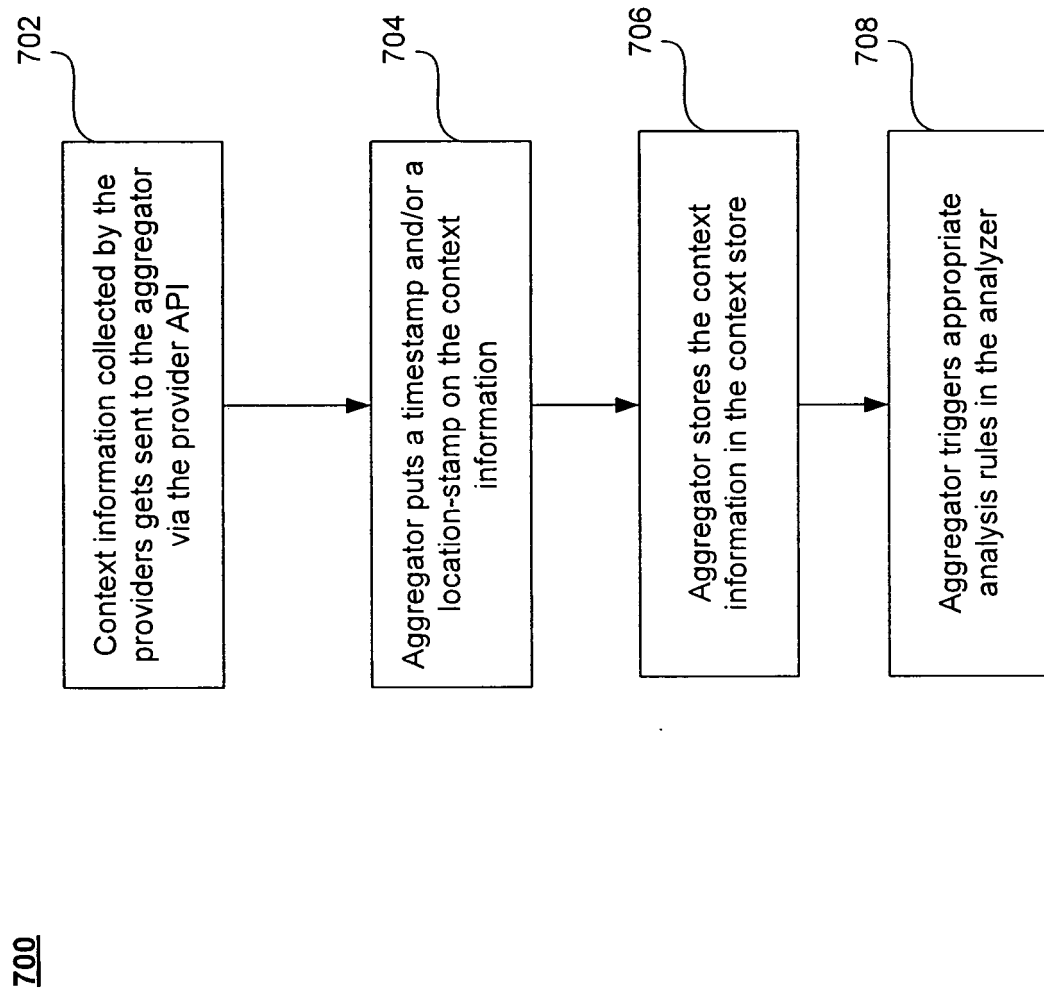 700
702
Context information collected by the
providers gets sent to the aggregator
via the provider API
704
Aggregator puts a timestamp and/or a
location-stamp on the context
information
706
Aggregator stores the context
information in the context store
708
Aggregator triggers appropriate
analysis rules in the analyzer